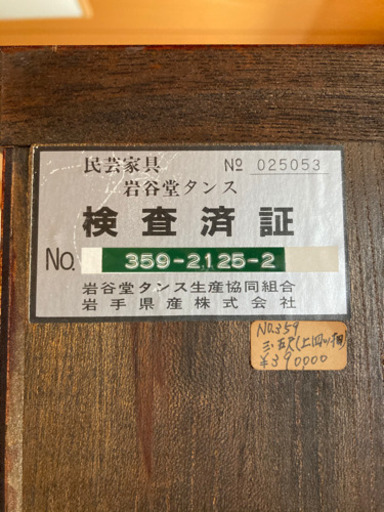 民芸家具 № 025053
岩谷堂タンス
検査済証
No. 359-2125-2
岩谷堂タンス生産協同組合
岩手県産株式会社
No.359
¥390000